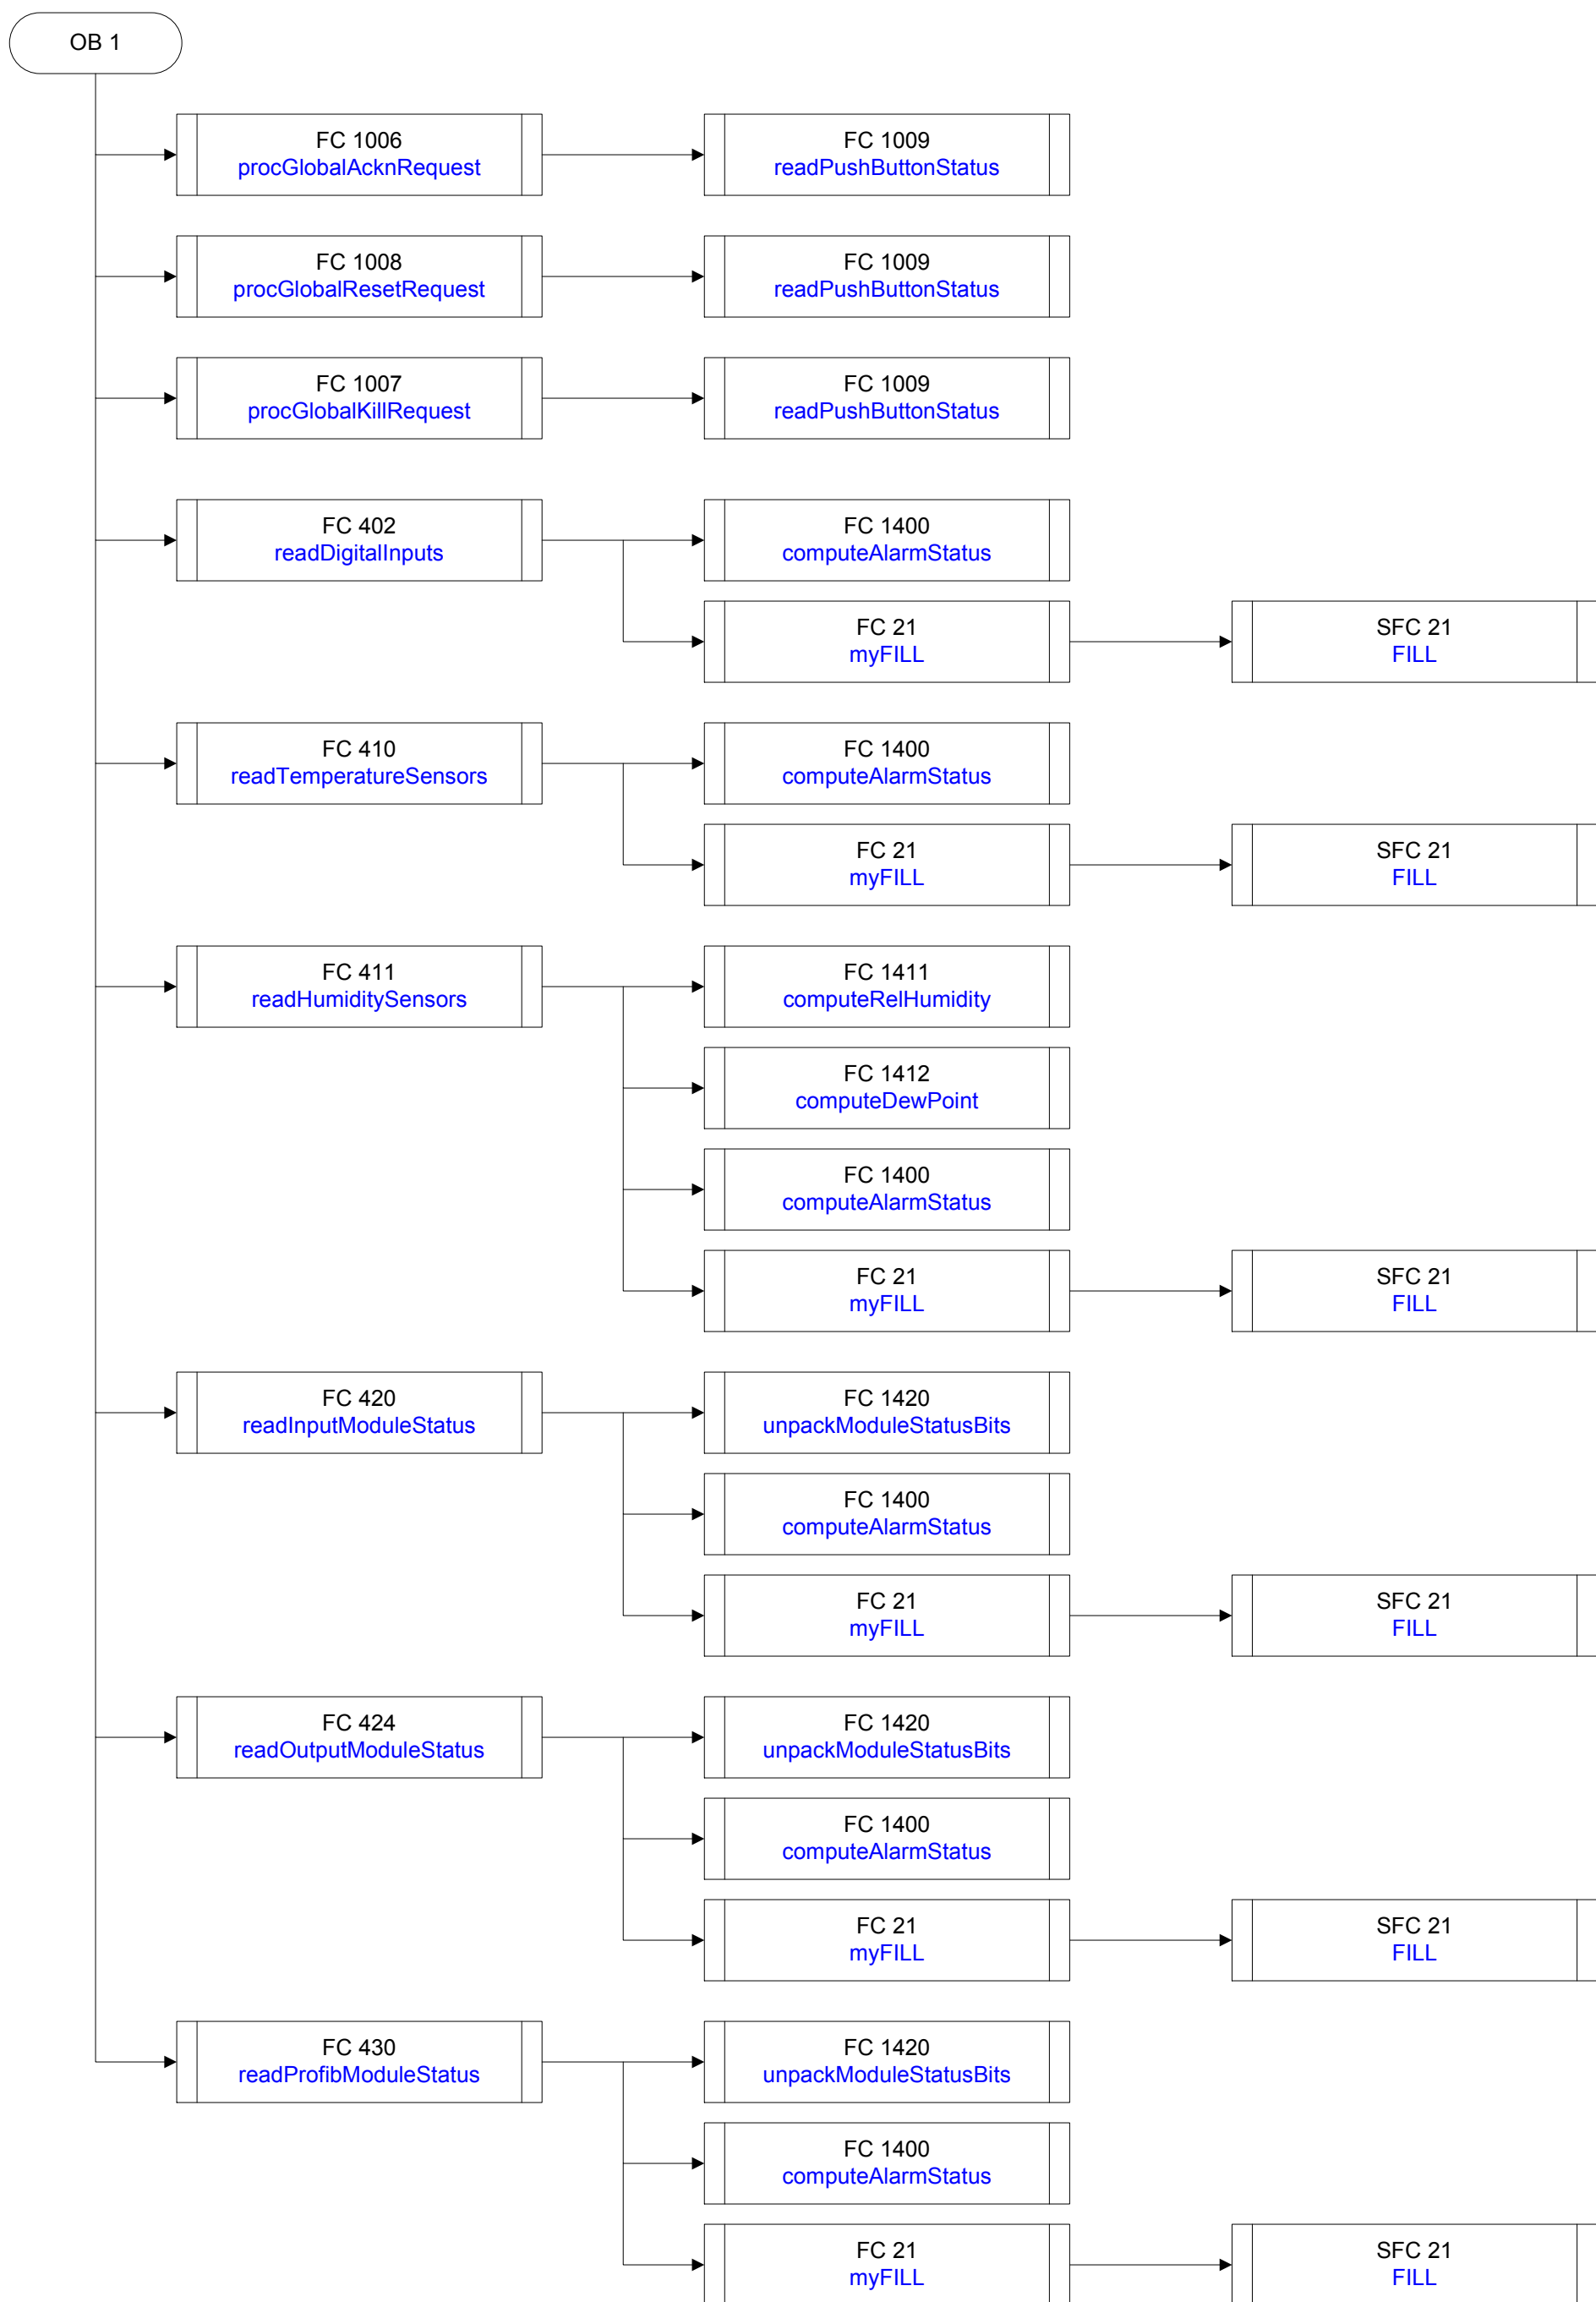 OB 1
FC 1006
procGlobalAcknRequest
FC 1009
readPushButtonStatus
FC 1008
procGlobalResetRequest
FC 1009
readPushButtonStatus
FC 1007
procGlobalKillRequest
FC 1009
readPushButtonStatus
FC 402
readDigitalInputs
FC 1400
computeAlarmStatus
FC 21
myFILL
SFC 21
FILL
FC 410
readTemperatureSensors
FC 1400
computeAlarmStatus
FC 21
myFILL
SFC 21
FILL
FC 411
readHumiditySensors
FC 1411
computeRelHumidity
FC 1412
computeDewPoint
FC 1400
computeAlarmStatus
FC 21
myFILL
SFC 21
FILL
FC 420
readInputModuleStatus
FC 1420
unpackModuleStatusBits
FC 1400
computeAlarmStatus
FC 21
myFILL
SFC 21
FILL
FC 424
readOutputModuleStatus
FC 1420
unpackModuleStatusBits
FC 1400
computeAlarmStatus
FC 21
myFILL
SFC 21
FILL
FC 430
readProfibModuleStatus
FC 1420
unpackModuleStatusBits
FC 1400
computeAlarmStatus
FC 21
myFILL
SFC 21
FILL